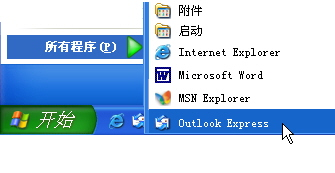 附件
启动
所有程序(P)
Internet Explorer
Microsoft Word
MSN Explorer
开始
Outlook Express